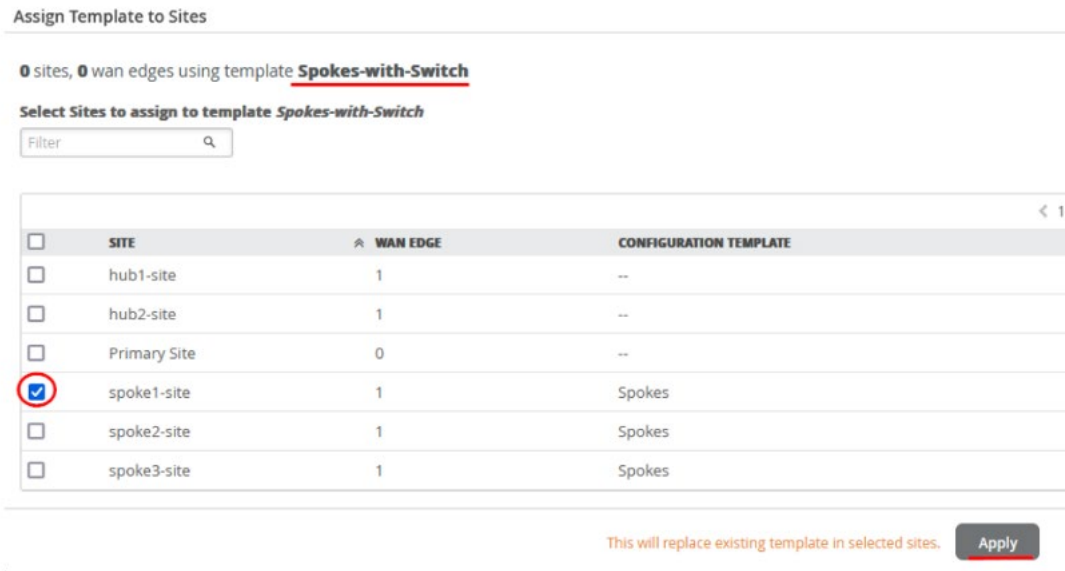 Assign Template to Sites
0 sites, 0 wan edges using template Spokes-with-Switch
Select Sites to assign to template Spokes-with-Switch
Filter
< 1
SITE WAN EDGE CONFIGURATION TEMPLATE
hub1-site 1 --
hub2-site 1 --
Primary Site 0 --
spoke1-site 1 Spokes
spoke2-site 1 Spokes
spoke3-site 1 Spokes
This will replace existing template in selected sites. Apply